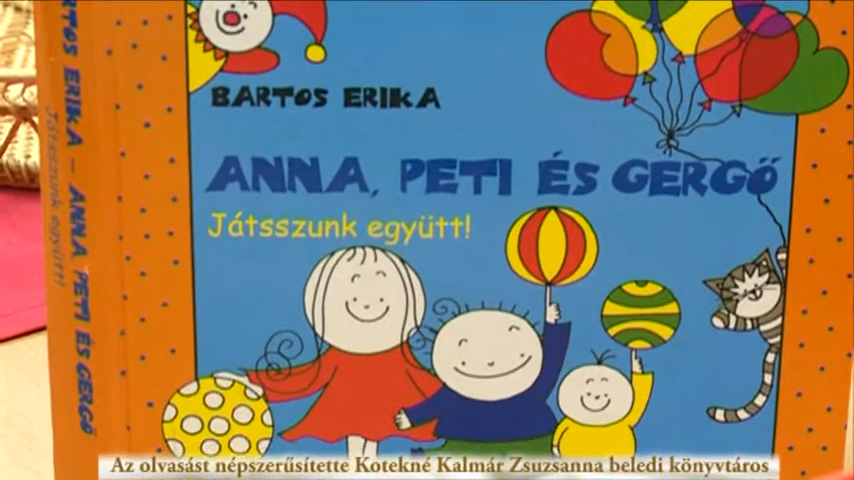 BARTOS ERIKA
ANNA, PETI ÉS GERGŐ
Játsszunk együtt!
BARTOS ERIKA – ANNA, PETI ÉS GERGŐ
Játsszunk együtt!
Az olvasást népszerűsítette Kotekné Kalmár Zsuzsanna beledi könyvtáros